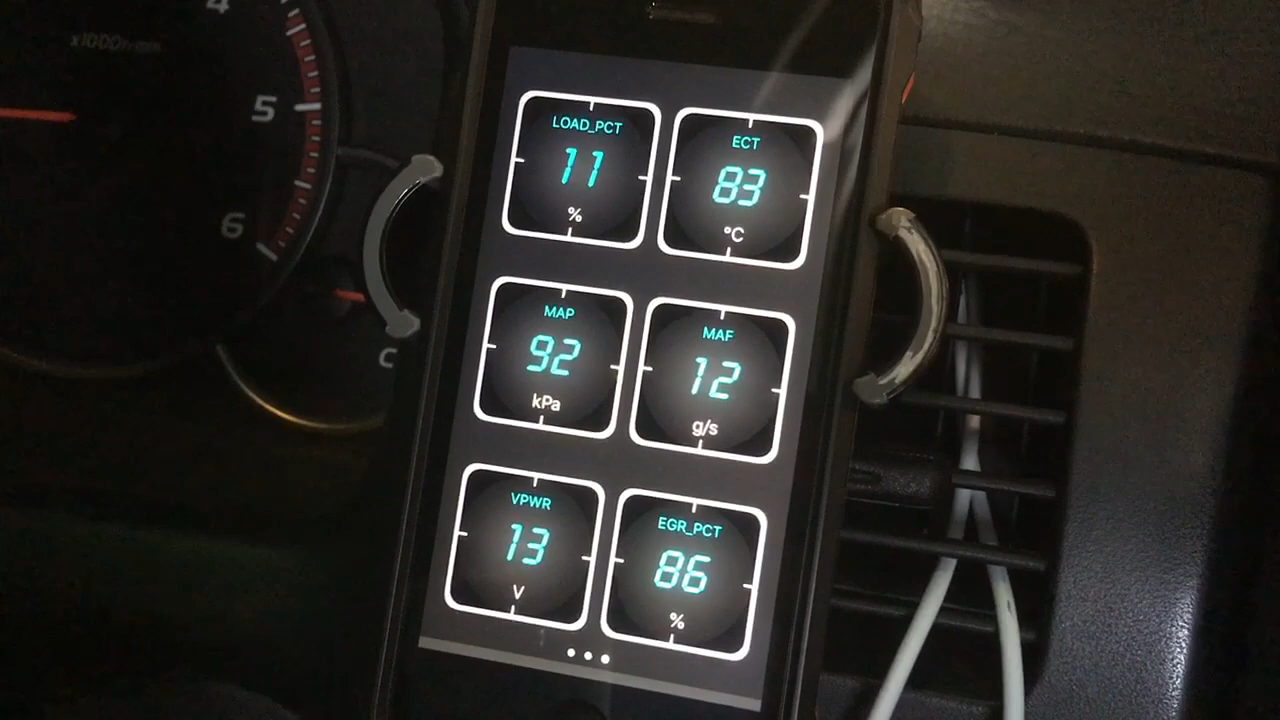 4
x1000r/min
5
6
C
LOAD_PCT
11
%
ECT
83
°C
MAP
92
kPa
MAF
12
g/s
VPWR
13
V
EGR_PCT
86
%